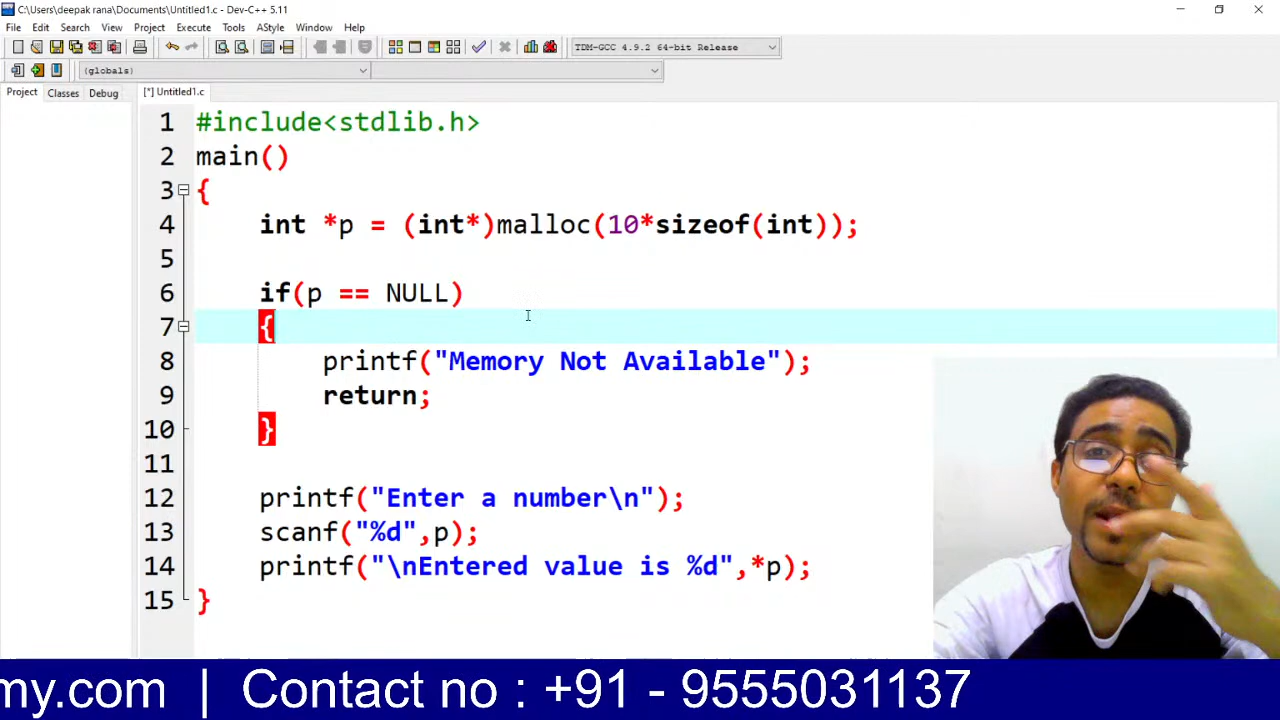 C:\Users\deepak rana\Documents\Untitled1.c - Dev-C++ 5.11
File Edit Search View Project Execute Tools AStyle Window Help
TDM-GCC 4.9.2 64-bit Release
(globals)
Project Classes Debug
[*] Untitled1.c
1 #include<stdlib.h>
2 main()
3 {
4 int *p = (int*)malloc(10*sizeof(int));
5
6 if(p == NULL)
7 {
8 printf("Memory Not Available");
9 return;
10 }
11
12 printf("Enter a number\n");
13 scanf("%d",p);
14 printf("\nEntered value is %d",*p);
15 }
my.com | Contact no : +91 - 9555031137